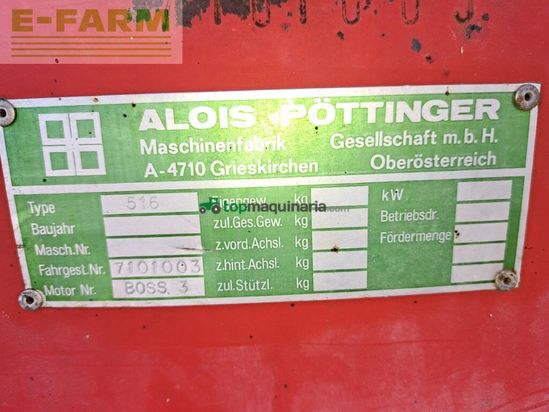 E-FARM
ALOIS PÖTTINGER
Maschinenfabrik Gesellschaft m.b.H.
A-4710 Grieskirchen Oberösterreich
Type 516 Eigengew. kg kW
Baujahr zul.Ges.Gew. kg Betriebsdr.
Masch.Nr. z.vord.Achsl. kg Fördermenge
Fahrgest.Nr. 7101003 z.hint.Achsl. kg
Motor Nr. BOSS. 3 zul.Stützl. kg
topmaquinaria.com